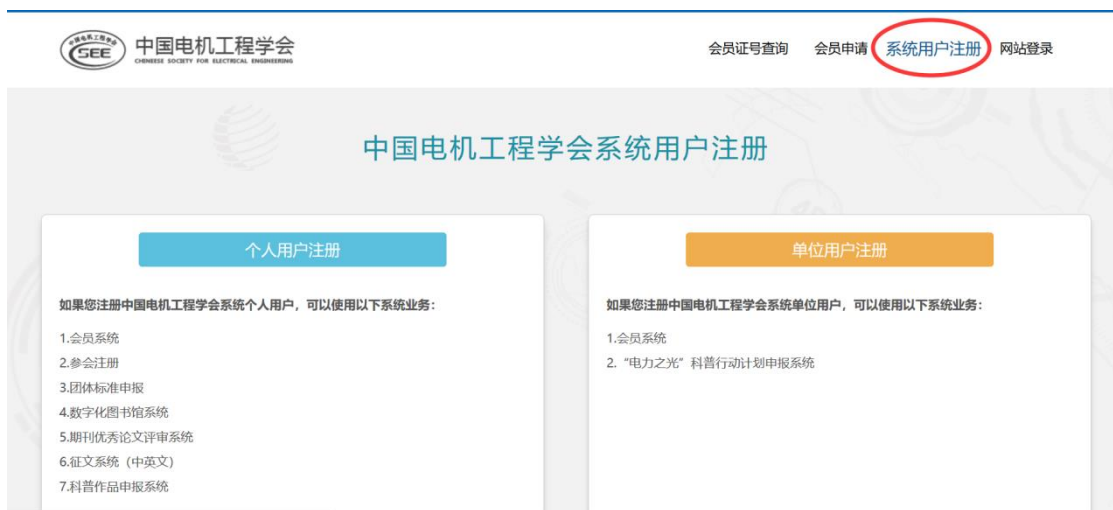 CSEE
中国电机工程学会
CHINESE SOCIETY FOR ELECTRICAL ENGINEERING
会员证号查询 会员申请 系统用户注册 网站登录
中国电机工程学会系统用户注册
个人用户注册
如果您注册中国电机工程学会系统个人用户，可以使用以下系统业务：
1.会员系统
2.参会注册
3.团体标准申报
4.数字化图书馆系统
5.期刊优秀论文评审系统
6.征文系统（中英文）
7.科普作品申报系统
单位用户注册
如果您注册中国电机工程学会系统单位用户，可以使用以下系统业务：
1.会员系统
2.“电力之光”科普行动计划申报系统